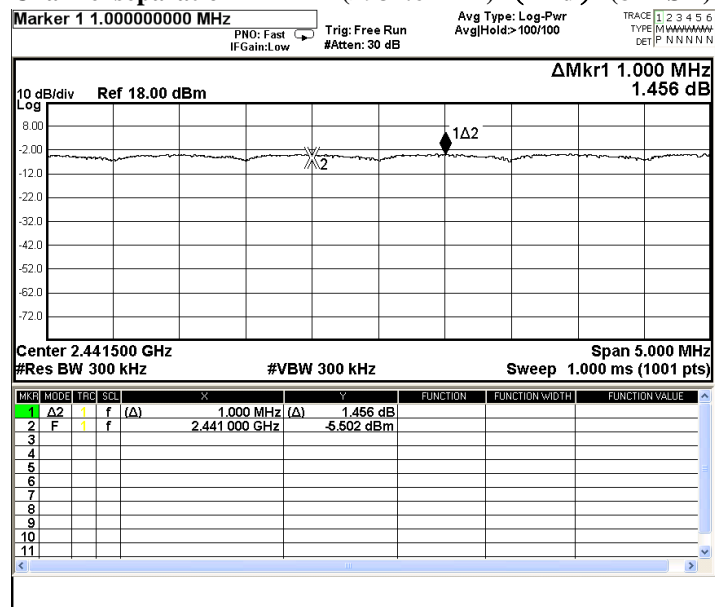 Marker 1 1.000000000 MHz
PNO: Fast
IFGain:Low
Trig: Free Run
#Atten: 30 dB
Avg Type: Log-Pwr
Avg|Hold:> 100/100
TRACE 1 2 3 4 5 6
TYPE M
DET P N N N N N
ΔMkr1 1.000 MHz
1.456 dB
10 dB/div Ref 18.00 dBm
Log
8.00
-2.00
-12.0
-22.0
-32.0
-42.0
-52.0
-62.0
-72.0
1Δ2
2
Center 2.441500 GHz
#Res BW 300 kHz
#VBW 300 kHz
Span 5.000 MHz
Sweep 1.000 ms (1001 pts)
MKR MODE TRC SCL X Y FUNCTION FUNCTION WIDTH FUNCTION VALUE
1 Δ2 1 f (Δ) 1.000 MHz (Δ) 1.456 dB
2 F 1 f 2.441 000 GHz -5.502 dBm
3
4
5
6
7
8
9
10
11